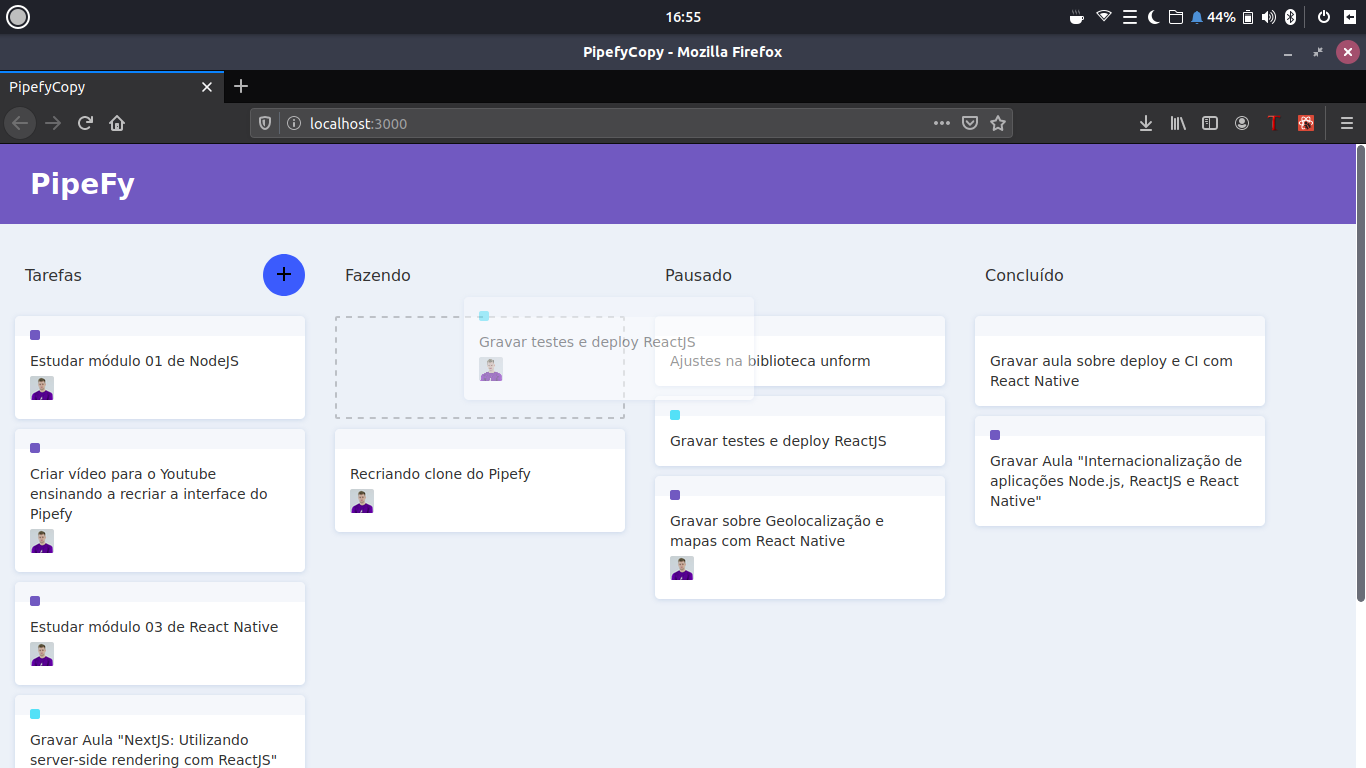 16:55
44%
PipefyCopy - Mozilla Firefox
PipefyCopy
localhost:3000
PipeFy
Tarefas
Estudar módulo 01 de NodeJS
Criar vídeo para o Youtube
ensinando a recriar a interface do
Pipefy
Estudar módulo 03 de React Native
Gravar Aula "NextJS: Utilizando
server-side rendering com ReactJS"
Fazendo
Gravar testes e deploy ReactJS
Recriando clone do Pipefy
Pausado
Ajustes na biblioteca unform
Gravar testes e deploy ReactJS
Gravar sobre Geolocalização e
mapas com React Native
Concluído
Gravar aula sobre deploy e CI com
React Native
Gravar Aula "Internacionalização de
aplicações Node.js, ReactJS e React
Native"